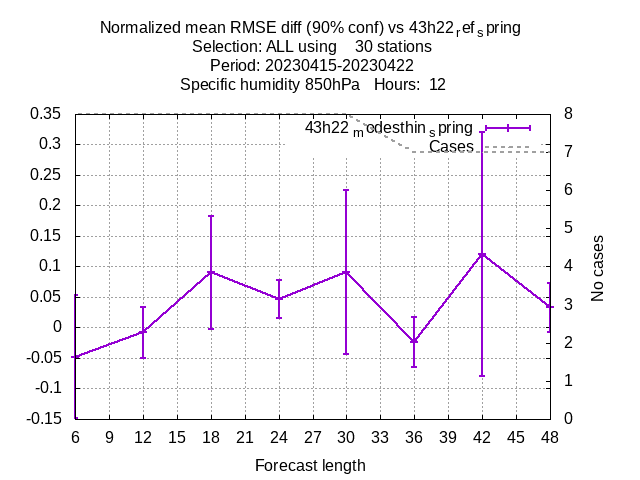 Normalized mean RMSE diff (90% conf) vs 43h22refspring
Selection: ALL using 30 stations
Period: 20230415-20230422
Specific humidity 850hPa Hours: 12
0.35
0.3
0.25
0.2
0.15
0.1
0.05
0
-0.05
-0.1
-0.15
43h22modesthinspring
Cases
8
7
6
5
4
3
2
1
0
No cases
6 9 12 15 18 21 24 27 30 33 36 39 42 45 48
Forecast length